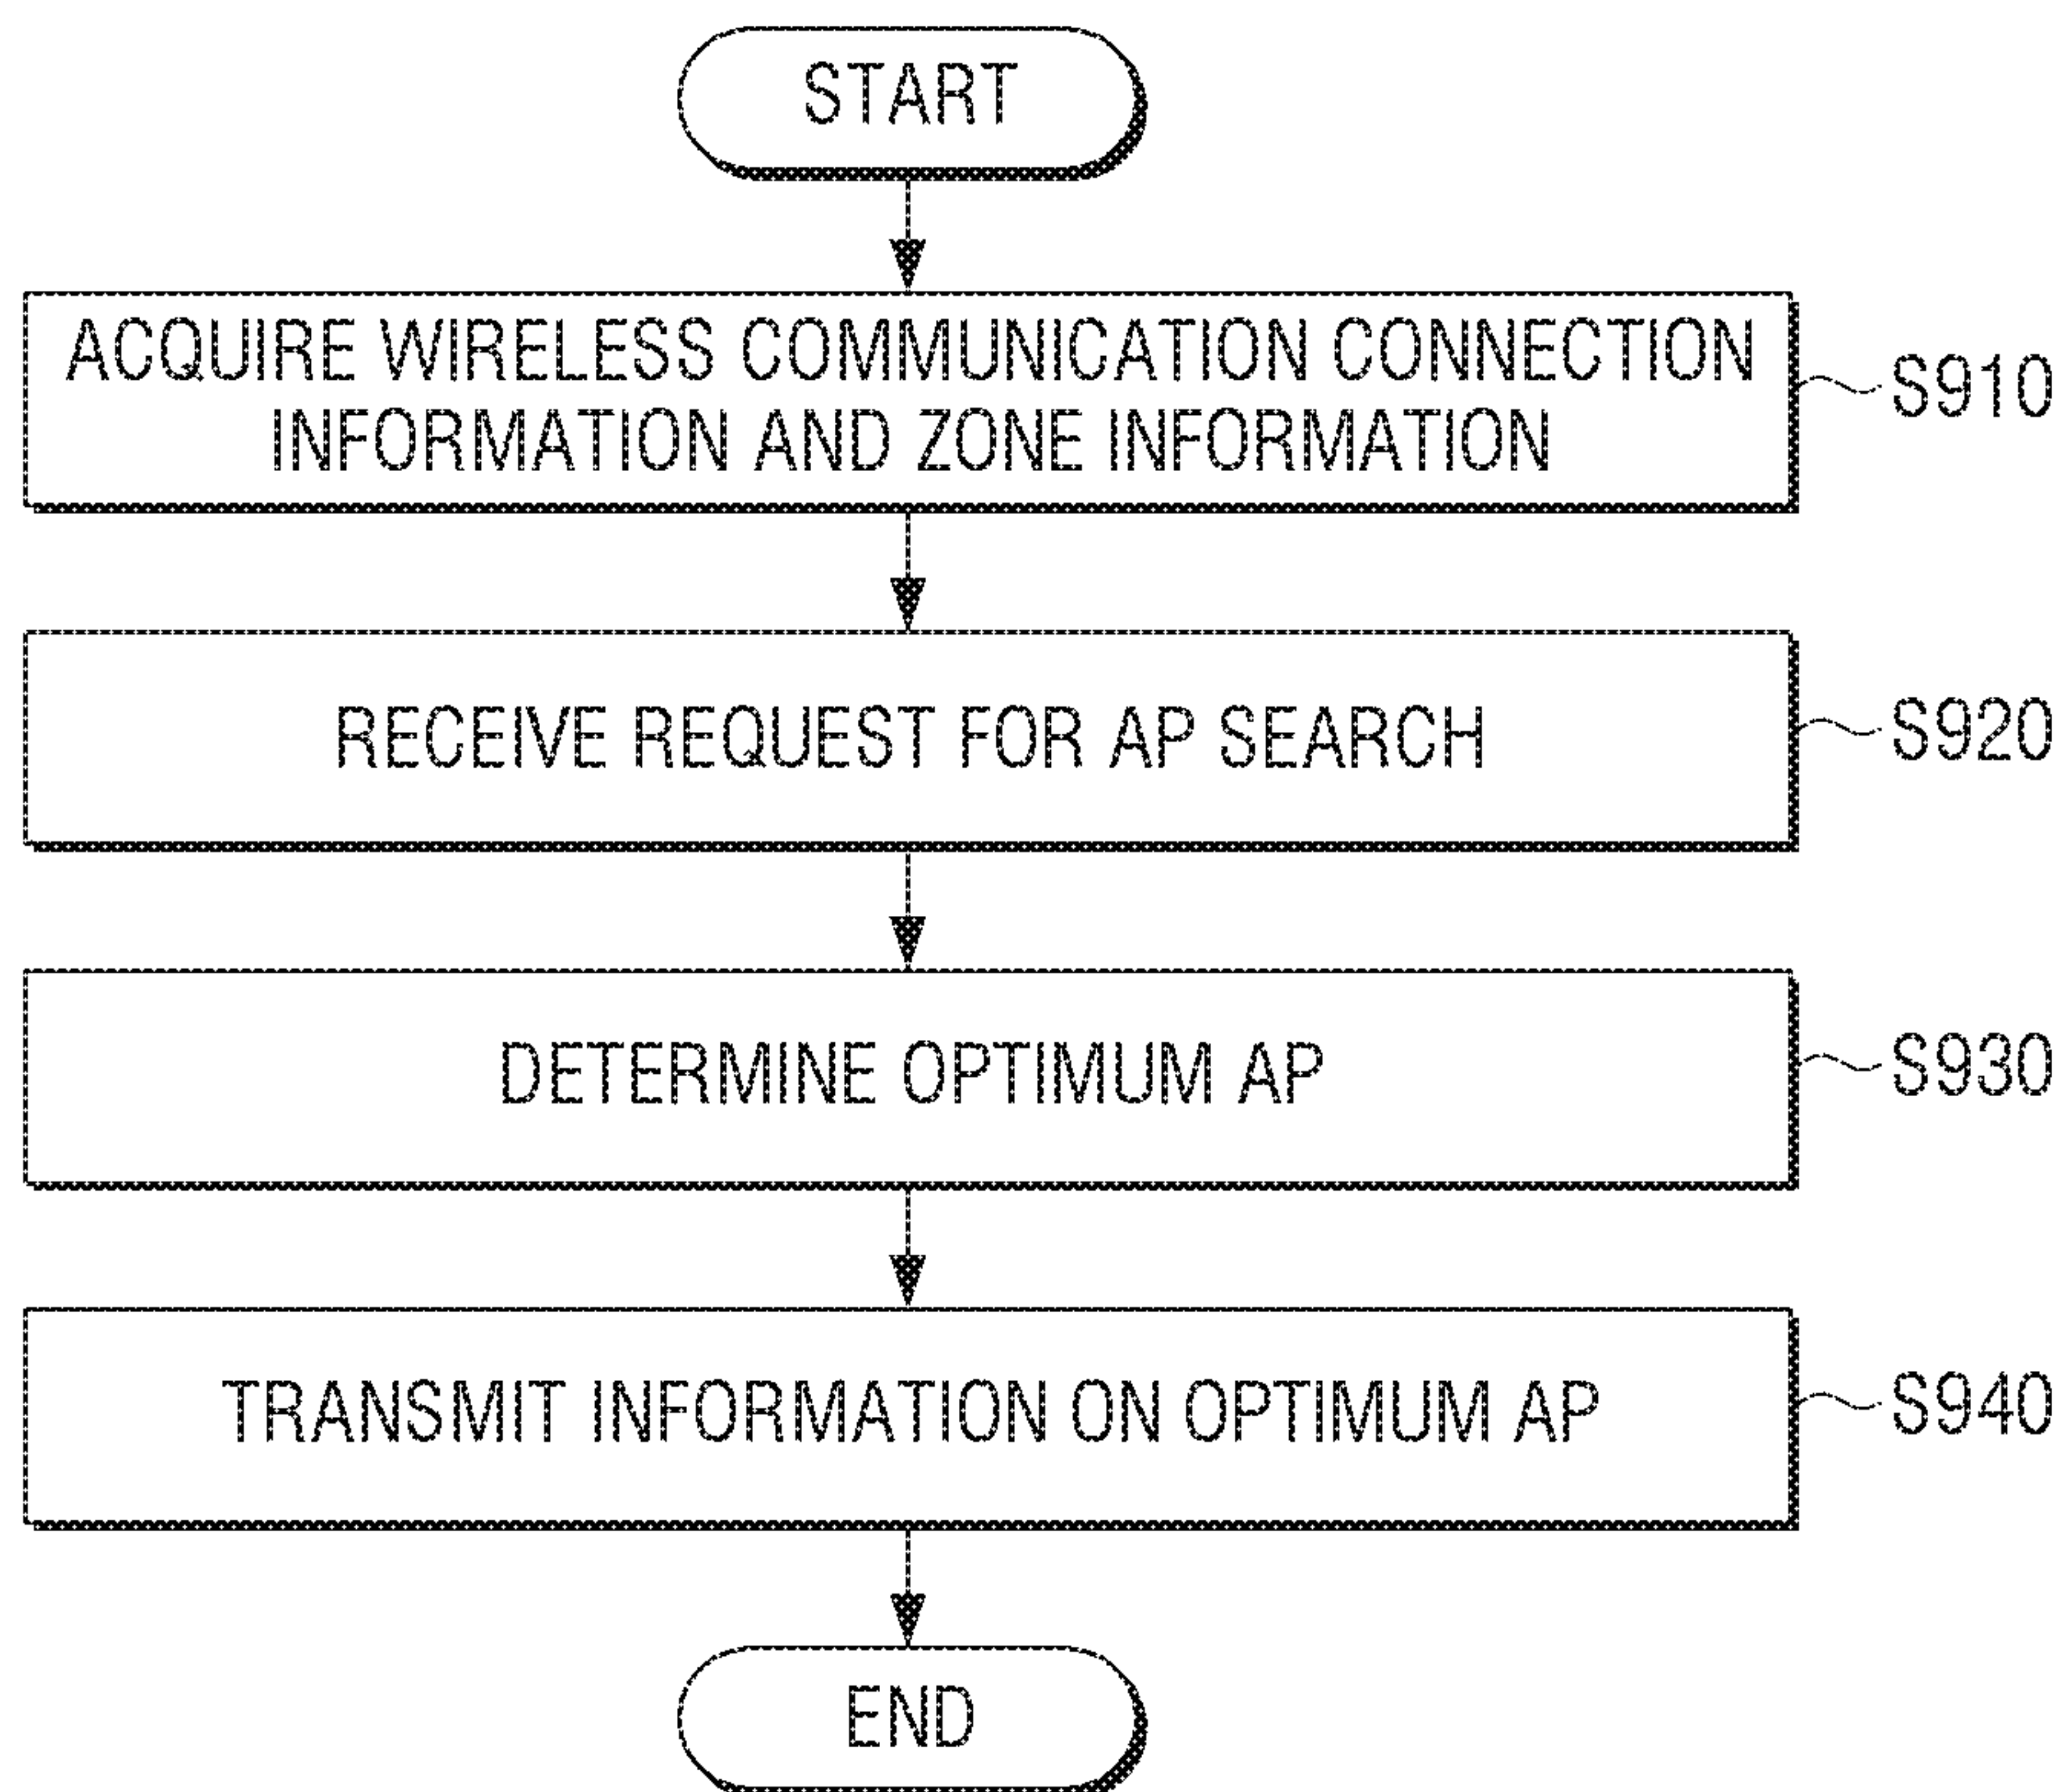 START
ACQUIRE WIRELESS COMMUNICATION CONNECTION
INFORMATION AND ZONE INFORMATION
S910
RECEIVE REQUEST FOR AP SEARCH
S920
DETERMINE OPTIMUM AP
S930
TRANSMIT INFORMATION ON OPTIMUM AP
S940
END